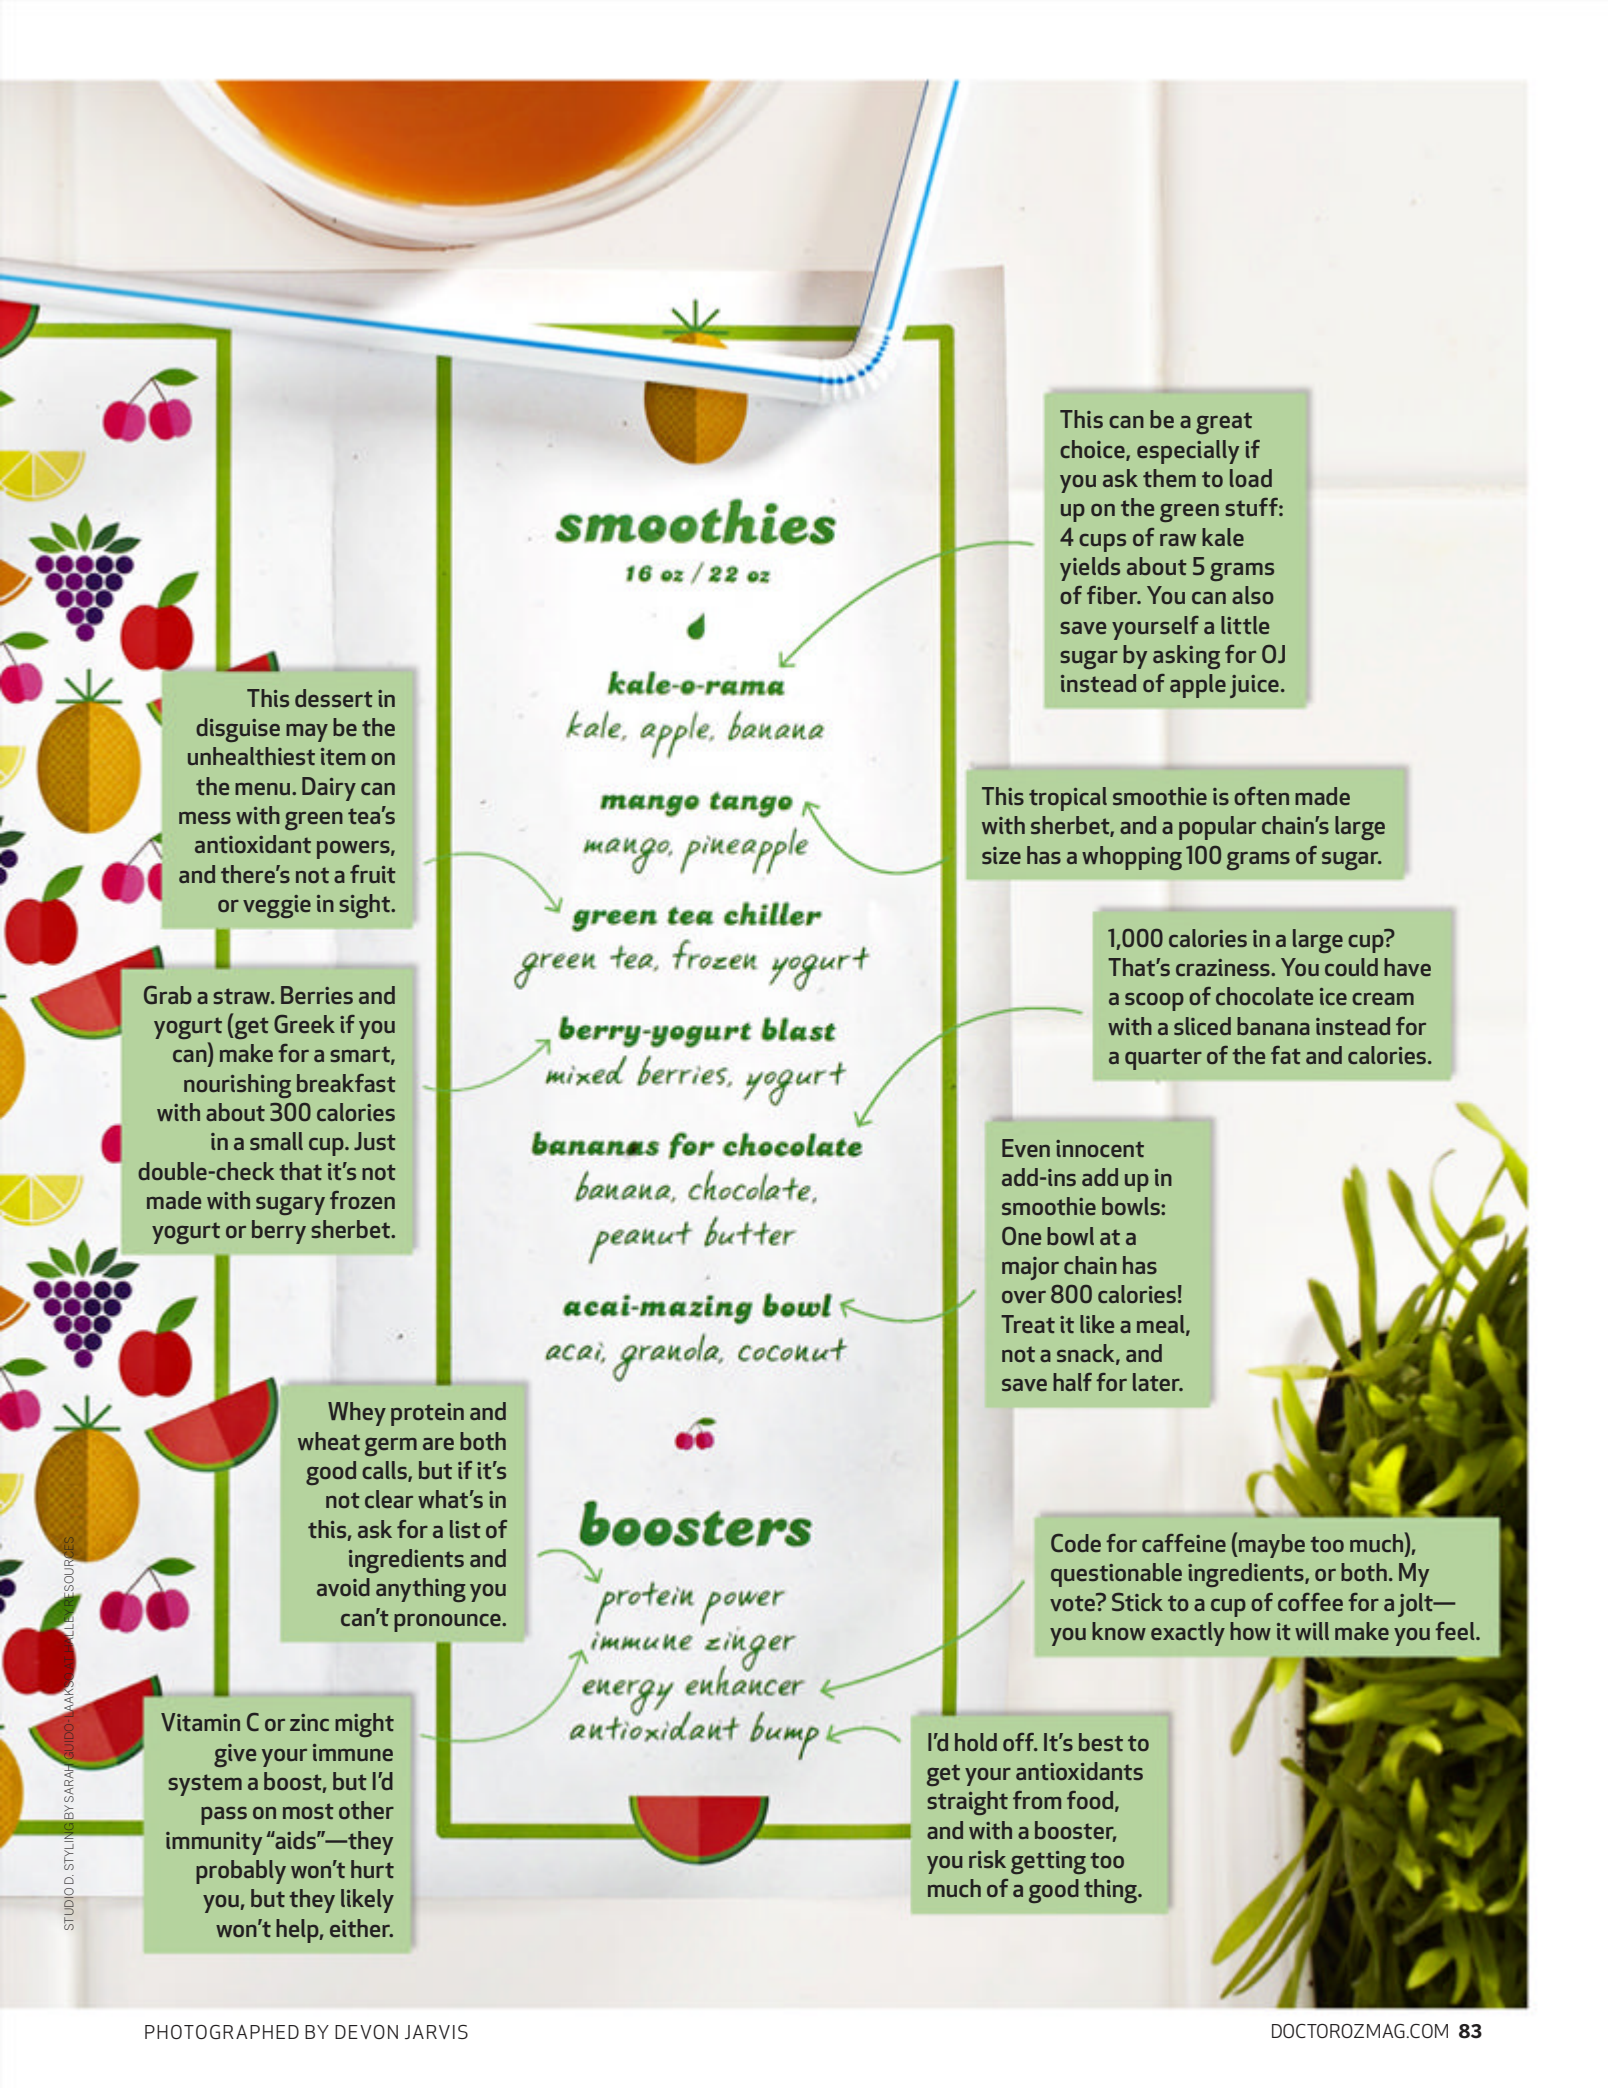 smoothies
16 oz / 22 oz
kale-o-rama
kale, apple, banana
mango tango
mango, pineapple
green tea chiller
green tea, frozen yogurt
berry-yogurt blast
mixed berries, yogurt
bananas for chocolate
banana, chocolate,
peanut butter
acai-mazing bowl
acai, granola, coconut
boosters
protein power
immune zinger
energy enhancer
antioxidant bump
This can be a great
choice, especially if
you ask them to load
up on the green stuff:
4 cups of raw kale
yields about 5 grams
of fiber. You can also
save yourself a little
sugar by asking for OJ
instead of apple juice.
This tropical smoothie is often made
with sherbet, and a popular chain's large
size has a whopping 100 grams of sugar.
This dessert in
disguise may be the
unhealthiest item on
the menu. Dairy can
mess with green tea's
antioxidant powers,
and there's not a fruit
or veggie in sight.
Grab a straw. Berries and
yogurt (get Greek if you
can) make for a smart,
nourishing breakfast
with about 300 calories
in a small cup. Just
double-check that it's not
made with sugary frozen
yogurt or berry sherbet.
1,000 calories in a large cup?
That's craziness. You could have
a scoop of chocolate ice cream
with a sliced banana instead for
a quarter of the fat and calories.
Even innocent
add-ins add up in
smoothie bowls:
One bowl at a
major chain has
over 800 calories!
Treat it like a meal,
not a snack, and
save half for later.
Whey protein and
wheat germ are both
good calls, but if it's
not clear what's in
this, ask for a list of
ingredients and
avoid anything you
can't pronounce.
Vitamin C or zinc might
give your immune
system a boost, but I'd
pass on most other
immunity "aids"—they
probably won't hurt
you, but they likely
won't help, either.
Code for caffeine (maybe too much),
questionable ingredients, or both. My
vote? Stick to a cup of coffee for a jolt—
you know exactly how it will make you feel.
I'd hold off. It's best to
get your antioxidants
straight from food,
and with a booster,
you risk getting too
much of a good thing.
STUDIO D. STYLING BY SARAH GUIDO-LAAKSO AT HALLEY RESOURCES
PHOTOGRAPHED BY DEVON JARVIS
DOCTOROZMAG.COM 83